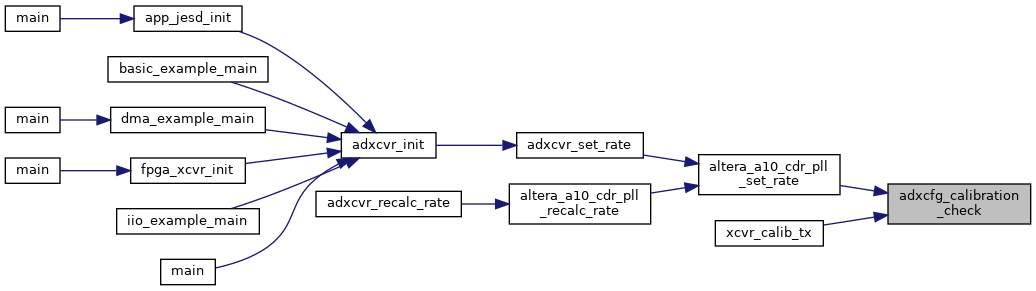 main
app_jesd_init
basic_example_main
main
dma_example_main
adxcvr_init
adxcvr_set_rate
main
fpga_xcvr_init
altera_a10_cdr_pll
_set_rate
adxcvr_recalc_rate
altera_a10_cdr_pll
_recalc_rate
adxcfg_calibration
_check
iio_example_main
xcvr_calib_tx
main